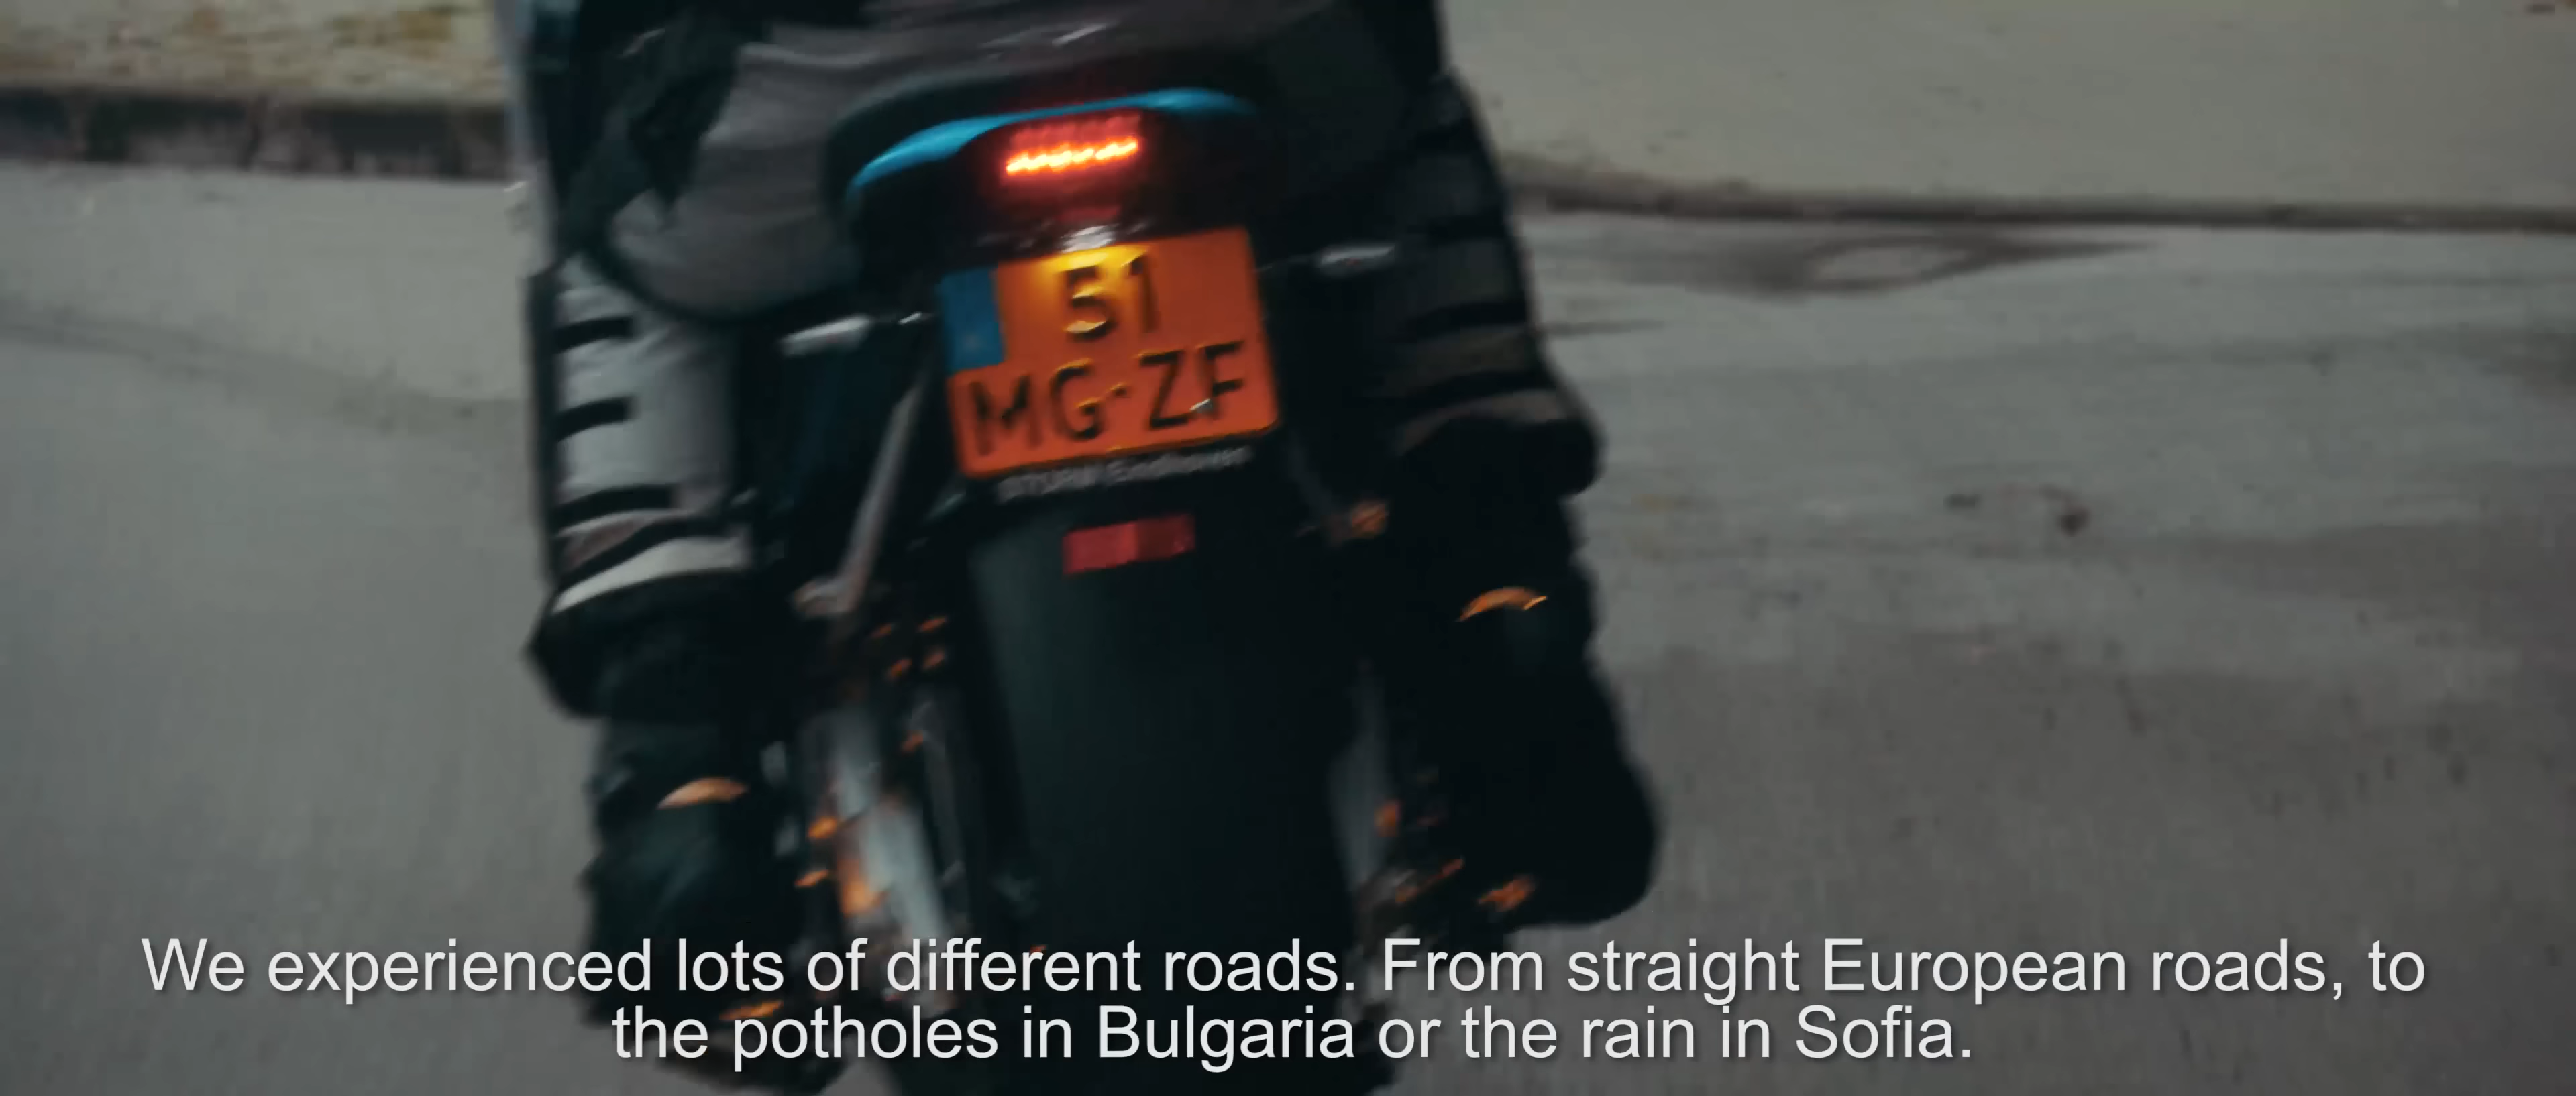 51
MG-ZF
Eindhoven
We experienced lots of different roads. From straight European roads, to
the potholes in Bulgaria or the rain in Sofia.